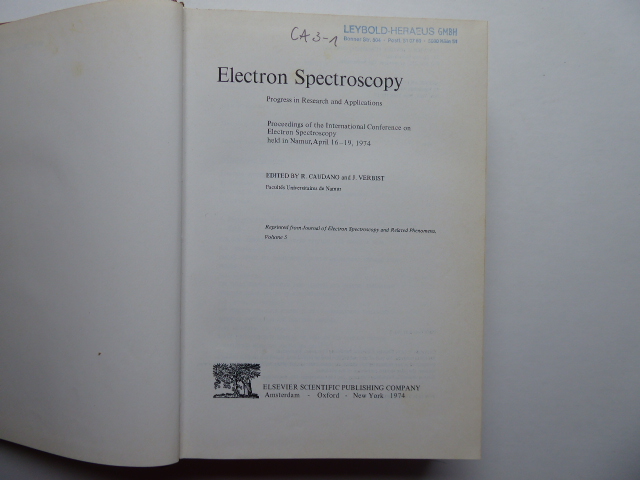 CA 3-1
LEYBOLD-HERAEUS GMBH
Electron Spectroscopy
Progress in Research and Applications
Proceedings of the International Conference on
Electron Spectroscopy
held in Namur, April 16-19, 1974
EDITED BY R. CAUDANO and J. VERBIST
Facultés Universitaires de Namur
Reprinted from Journal of Electron Spectroscopy and Related Phenomena,
Volume 5
ELSEVIER SCIENTIFIC PUBLISHING COMPANY
Amsterdam - Oxford - New York 1974